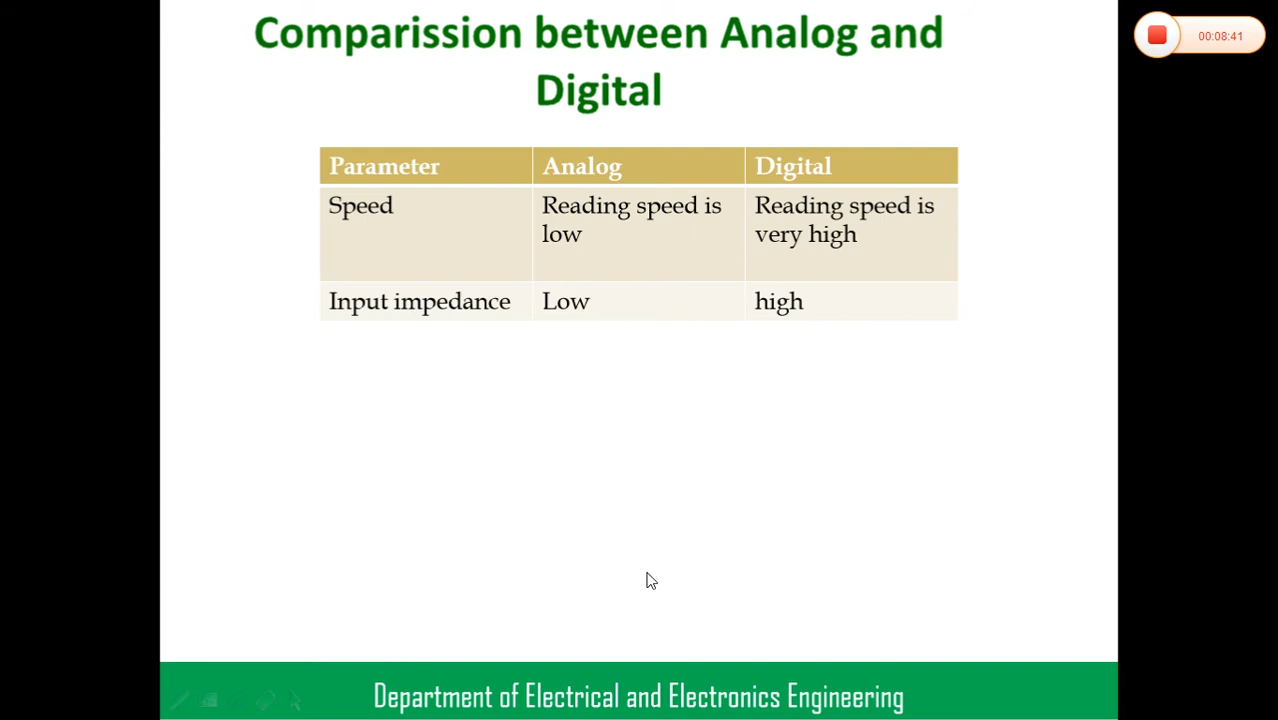 Comparission between Analog and
Digital
00:08:41
Parameter Analog Digital
Speed Reading speed is Reading speed is
low very high
Input impedance Low high
Department of Electrical and Electronics Engineering